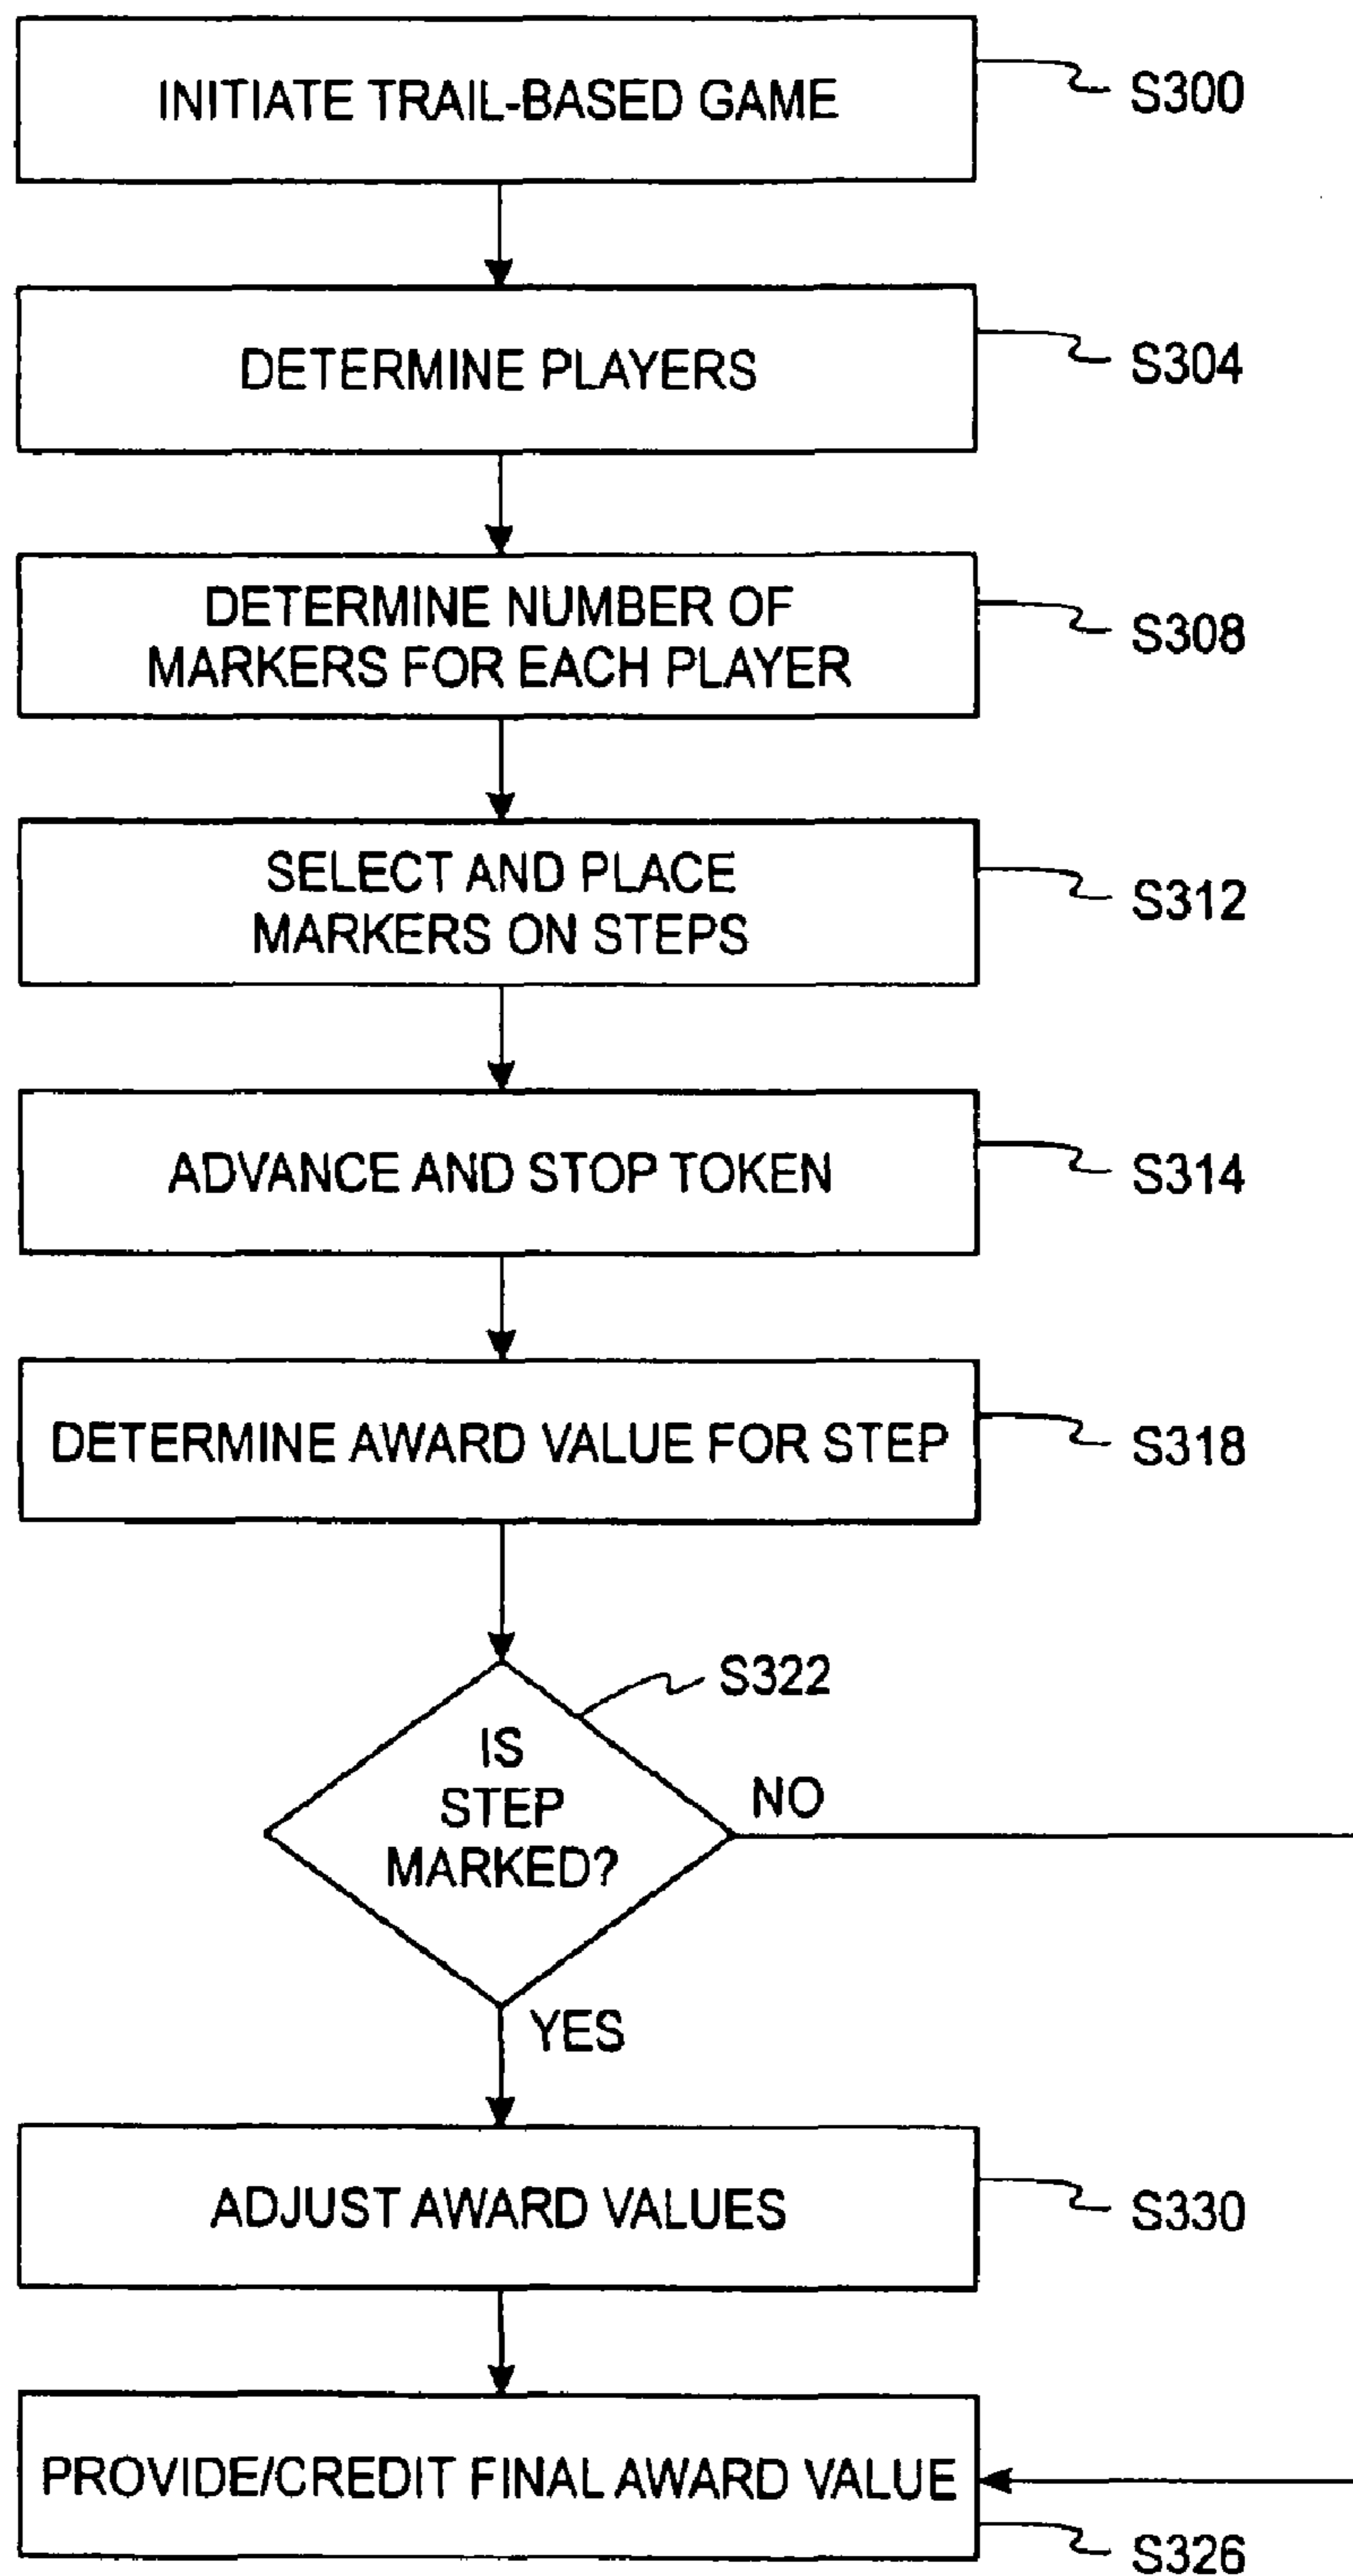 INITIATE TRAIL-BASED GAME
S300
DETERMINE PLAYERS
S304
DETERMINE NUMBER OF
MARKERS FOR EACH PLAYER
S308
SELECT AND PLACE
MARKERS ON STEPS
S312
ADVANCE AND STOP TOKEN
S314
DETERMINE AWARD VALUE FOR STEP
S318
S322
IS
STEP
MARKED?
NO
YES
ADJUST AWARD VALUES
S330
PROVIDE/CREDIT FINAL AWARD VALUE
S326